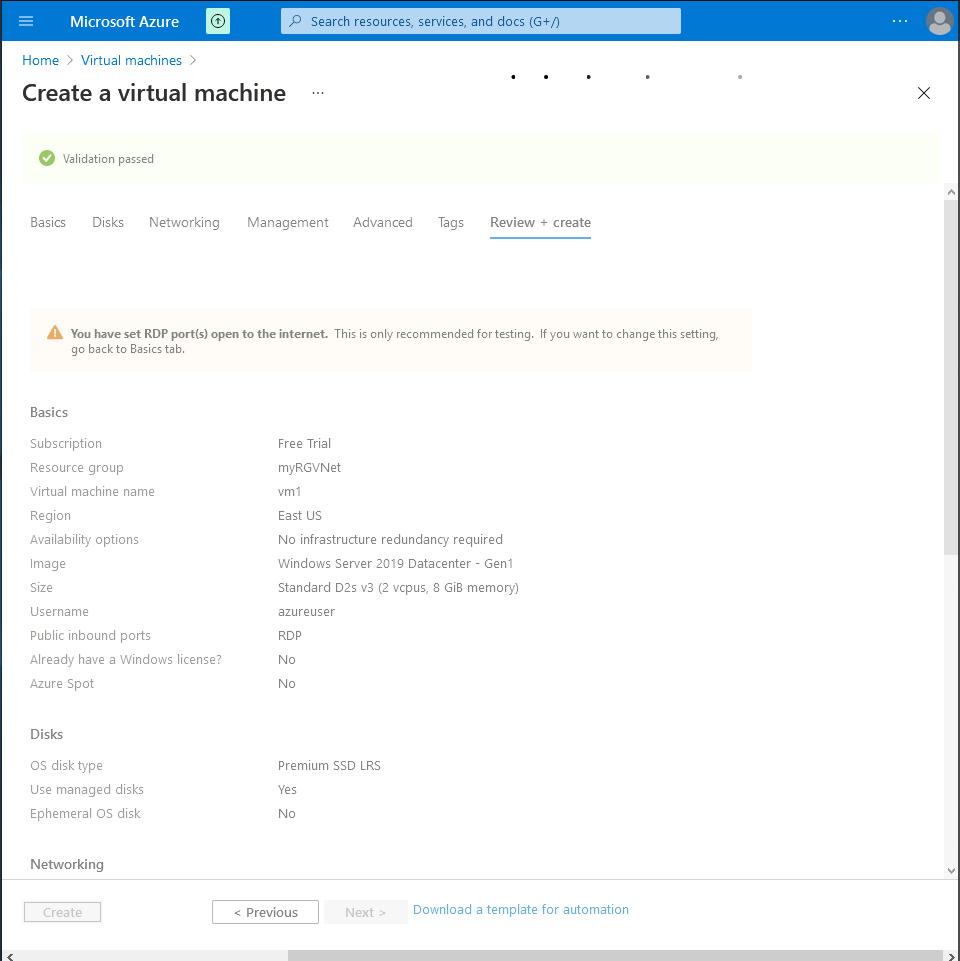 Microsoft Azure
Search resources, services, and docs (G+/)
...
Home > Virtual machines >
Create a virtual machine ...
Validation passed
Basics Disks Networking Management Advanced Tags Review + create
You have set RDP port(s) open to the internet. This is only recommended for testing. If you want to change this setting,
go back to Basics tab.
Basics
Subscription Free Trial
Resource group myRGVNet
Virtual machine name vm1
Region East US
Availability options No infrastructure redundancy required
Image Windows Server 2019 Datacenter - Gen1
Size Standard D2s v3 (2 vcpus, 8 GiB memory)
Username azureuser
Public inbound ports RDP
Already have a Windows license? No
Azure Spot No
Disks
OS disk type Premium SSD LRS
Use managed disks Yes
Ephemeral OS disk No
Networking
Create < Previous Next > Download a template for automation